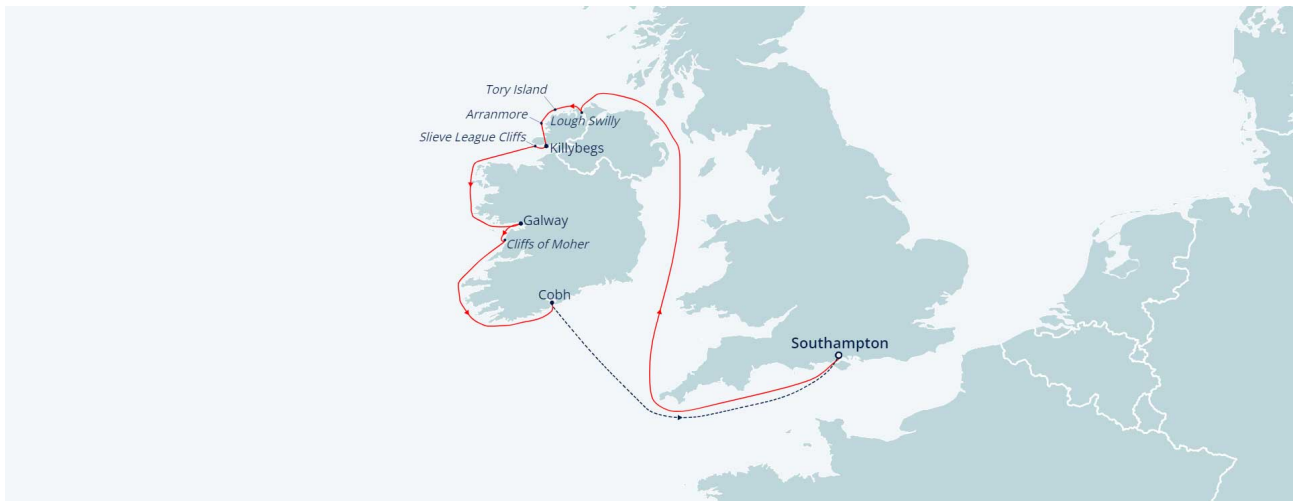 Tory Island
Arranmore
Lough Swilly
Slieve League Cliffs
Killybegs
Galway
Cliffs of Moher
Cobh
Southampton